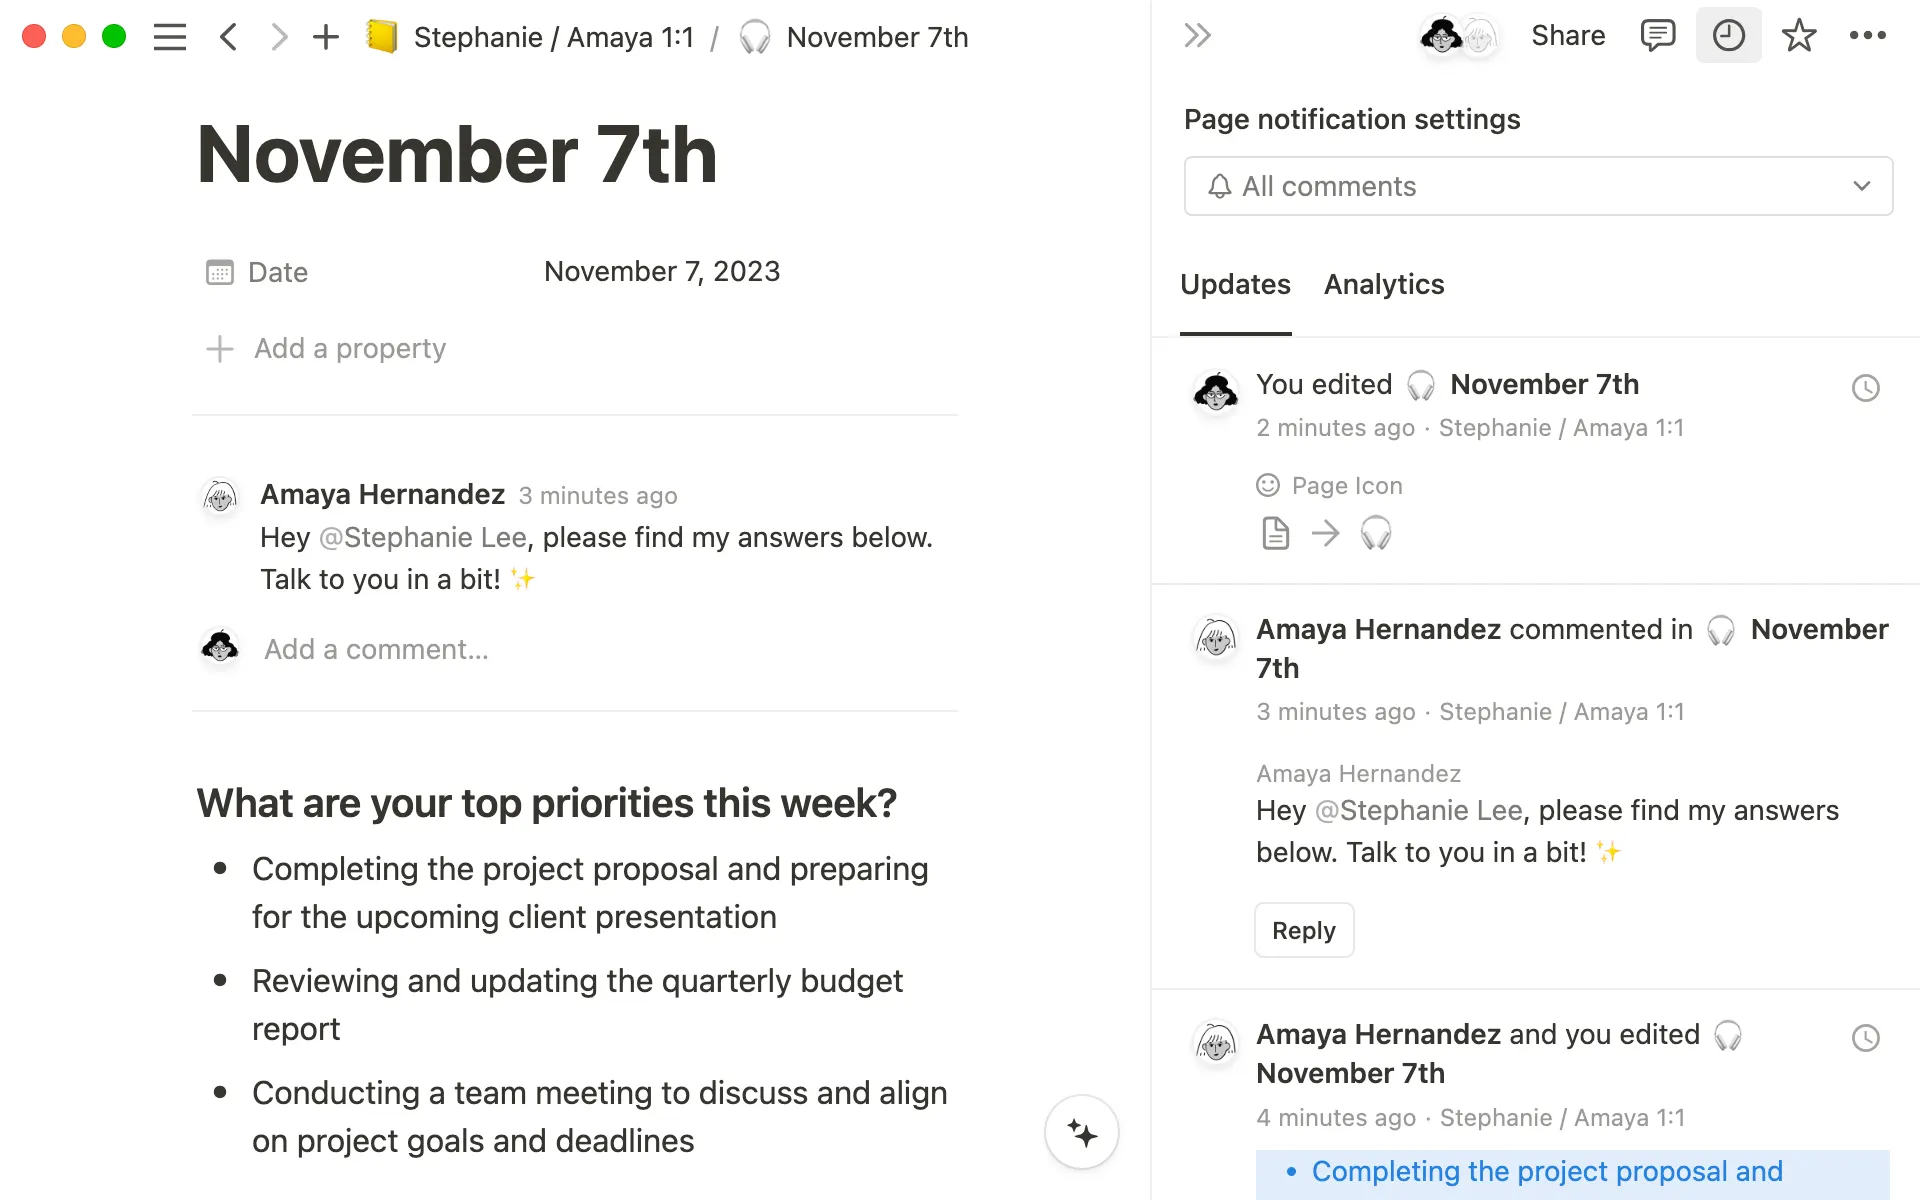 Stephanie / Amaya 1:1 / November 7th
Share
November 7th
Date November 7, 2023
Add a property
Amaya Hernandez 3 minutes ago
Hey @Stephanie Lee, please find my answers below.
Talk to you in a bit! ✨
Add a comment...
What are your top priorities this week?
• Completing the project proposal and preparing
for the upcoming client presentation
• Reviewing and updating the quarterly budget
report
• Conducting a team meeting to discuss and align
on project goals and deadlines
Page notification settings
All comments
Updates Analytics
You edited November 7th
2 minutes ago · Stephanie / Amaya 1:1
Page Icon
Amaya Hernandez commented in November
7th
3 minutes ago · Stephanie / Amaya 1:1
Amaya Hernandez
Hey @Stephanie Lee, please find my answers
below. Talk to you in a bit! ✨
Reply
Amaya Hernandez and you edited
November 7th
4 minutes ago · Stephanie / Amaya 1:1
• Completing the project proposal and